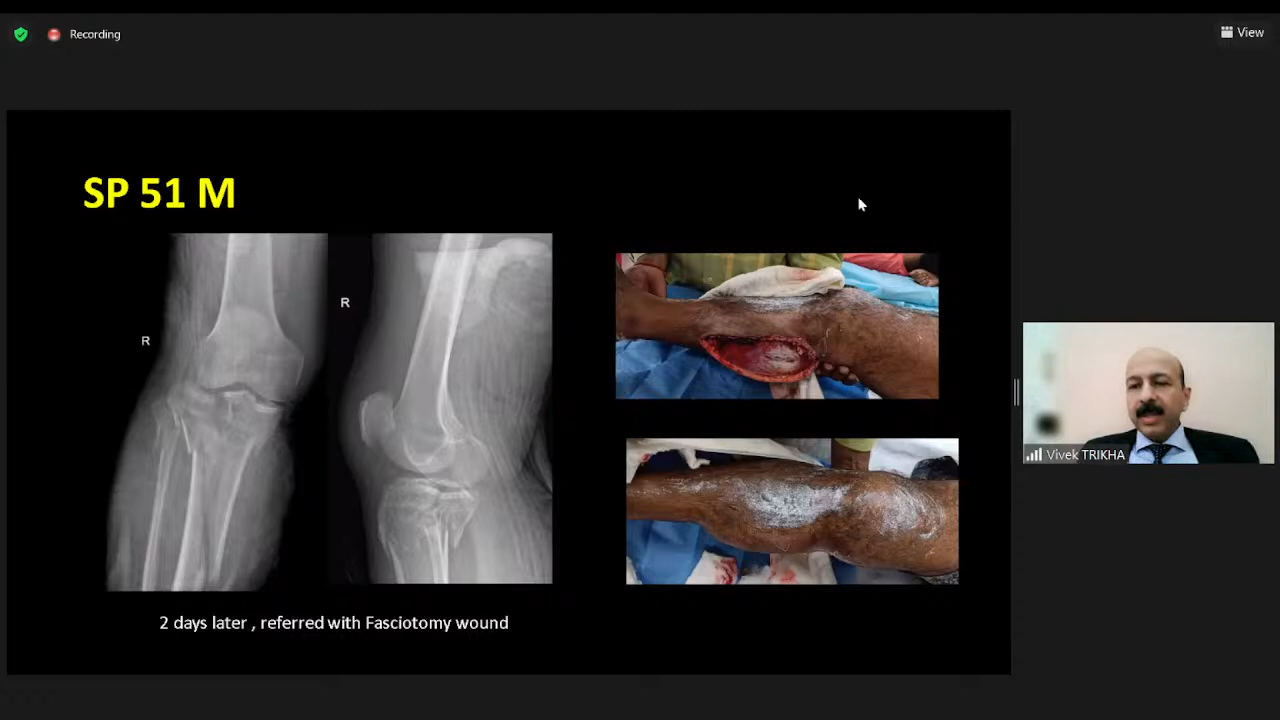 Recording
View
SP 51 M
R
R
2 days later , referred with Fasciotomy wound
Vivek TRIKHA